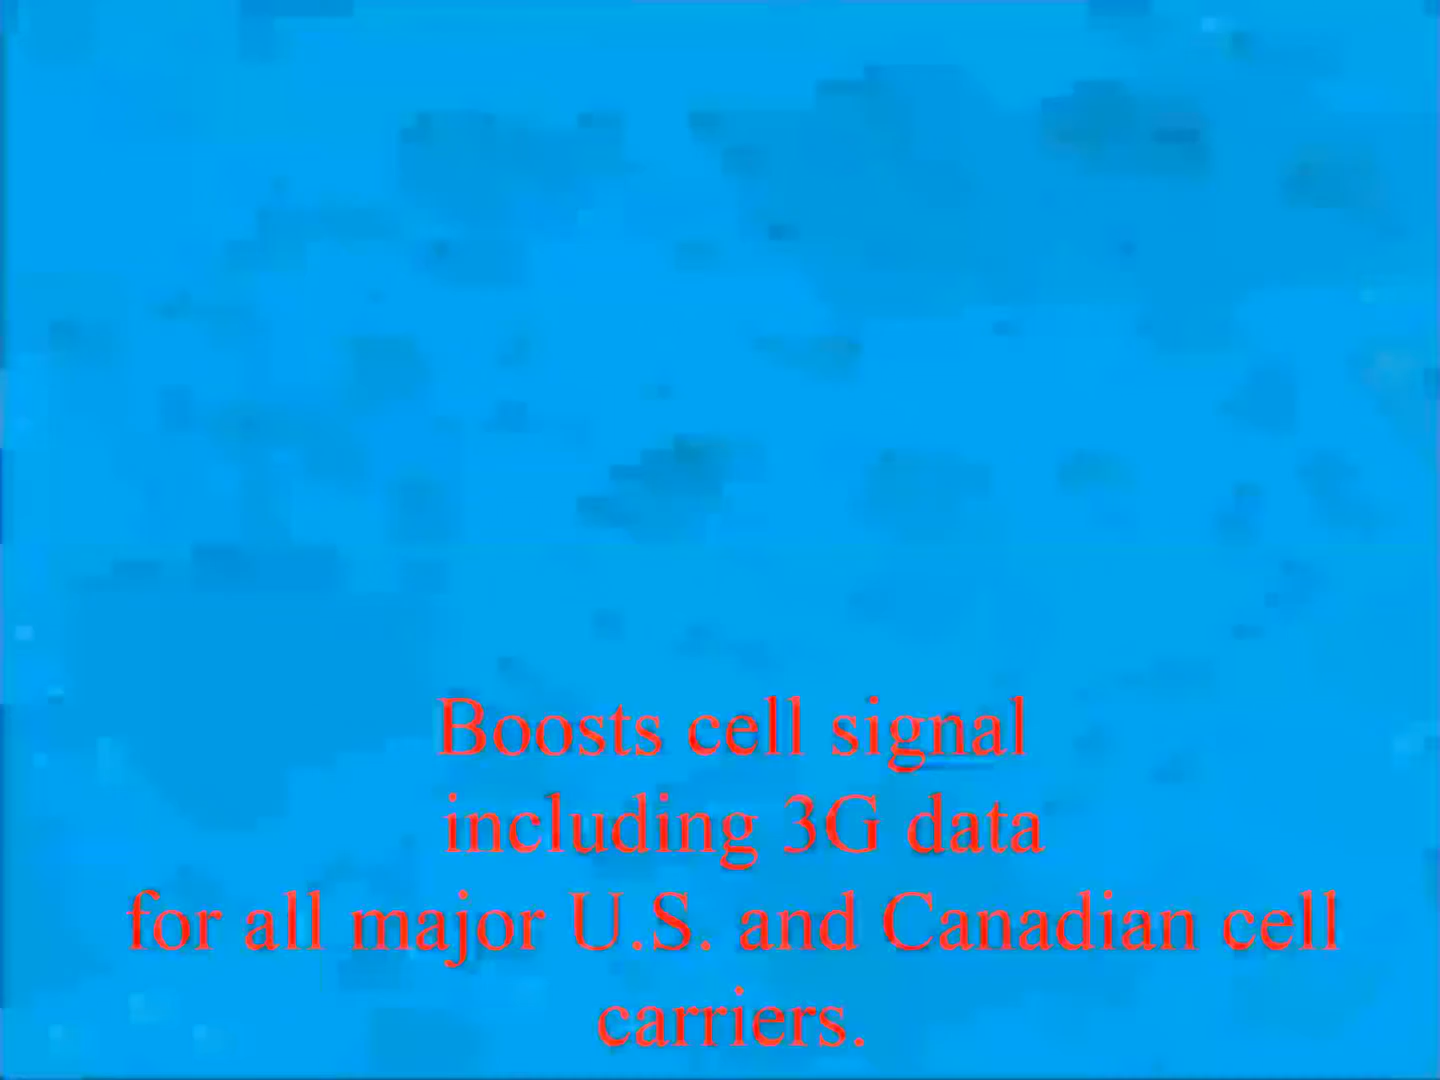 Boosts cell signal
including 3G data
for all major U.S. and Canadian cell
carriers.